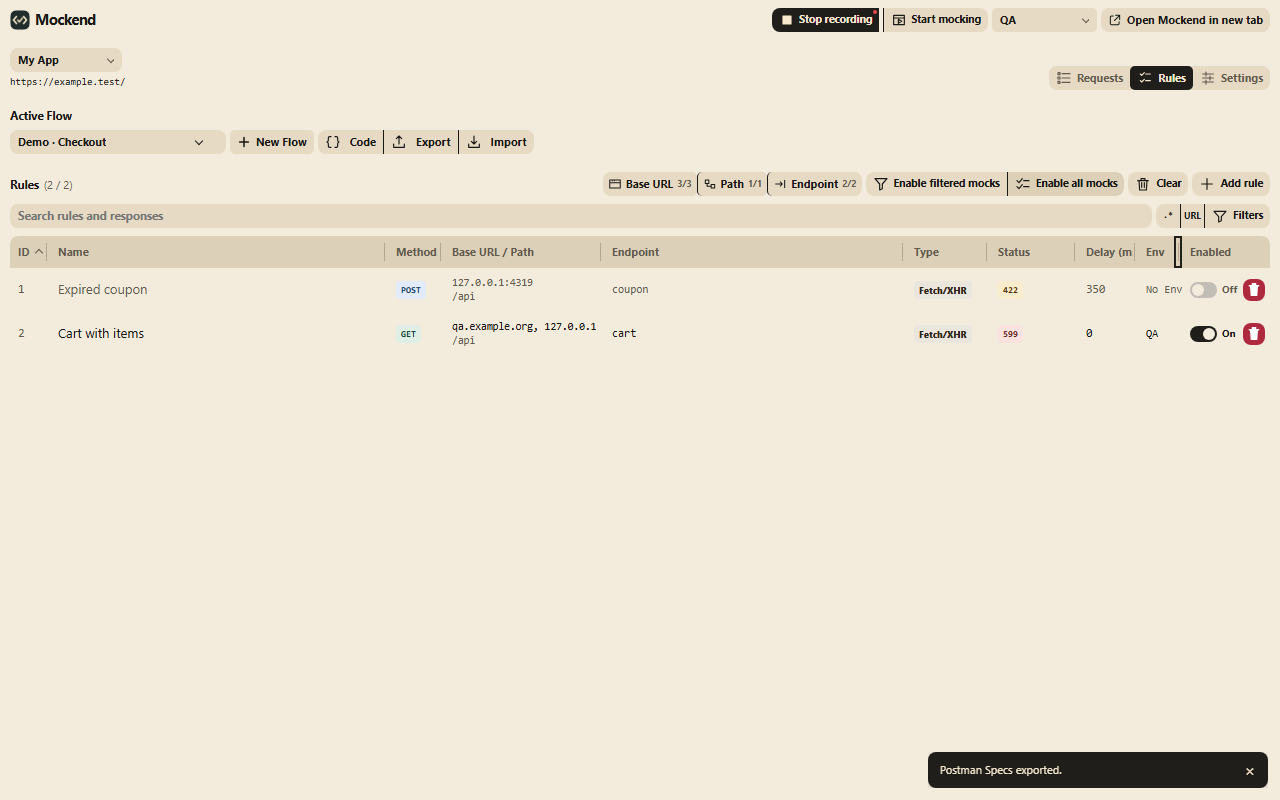 Mockend
Stop recording
Start mocking
QA
Open Mockend in new tab
My App
https://example.test/
Requests
Rules
Settings
Active Flow
Demo · Checkout
New Flow
{} Code
Export
Import
Rules (2 / 2)
Base URL 3/3
Path 1/1
Endpoint 2/2
Enable filtered mocks
Enable all mocks
Clear
Add rule
Search rules and responses
.*
URL
Filters
ID Name Method Base URL / Path Endpoint Type Status Delay (m Env Enabled
1 Expired coupon POST 127.0.0.1:4319 coupon Fetch/XHR 422 350 No Env Off
/api
2 Cart with items GET qa.example.org, 127.0.0.1 cart Fetch/XHR 599 0 QA On
/api
Postman Specs exported.